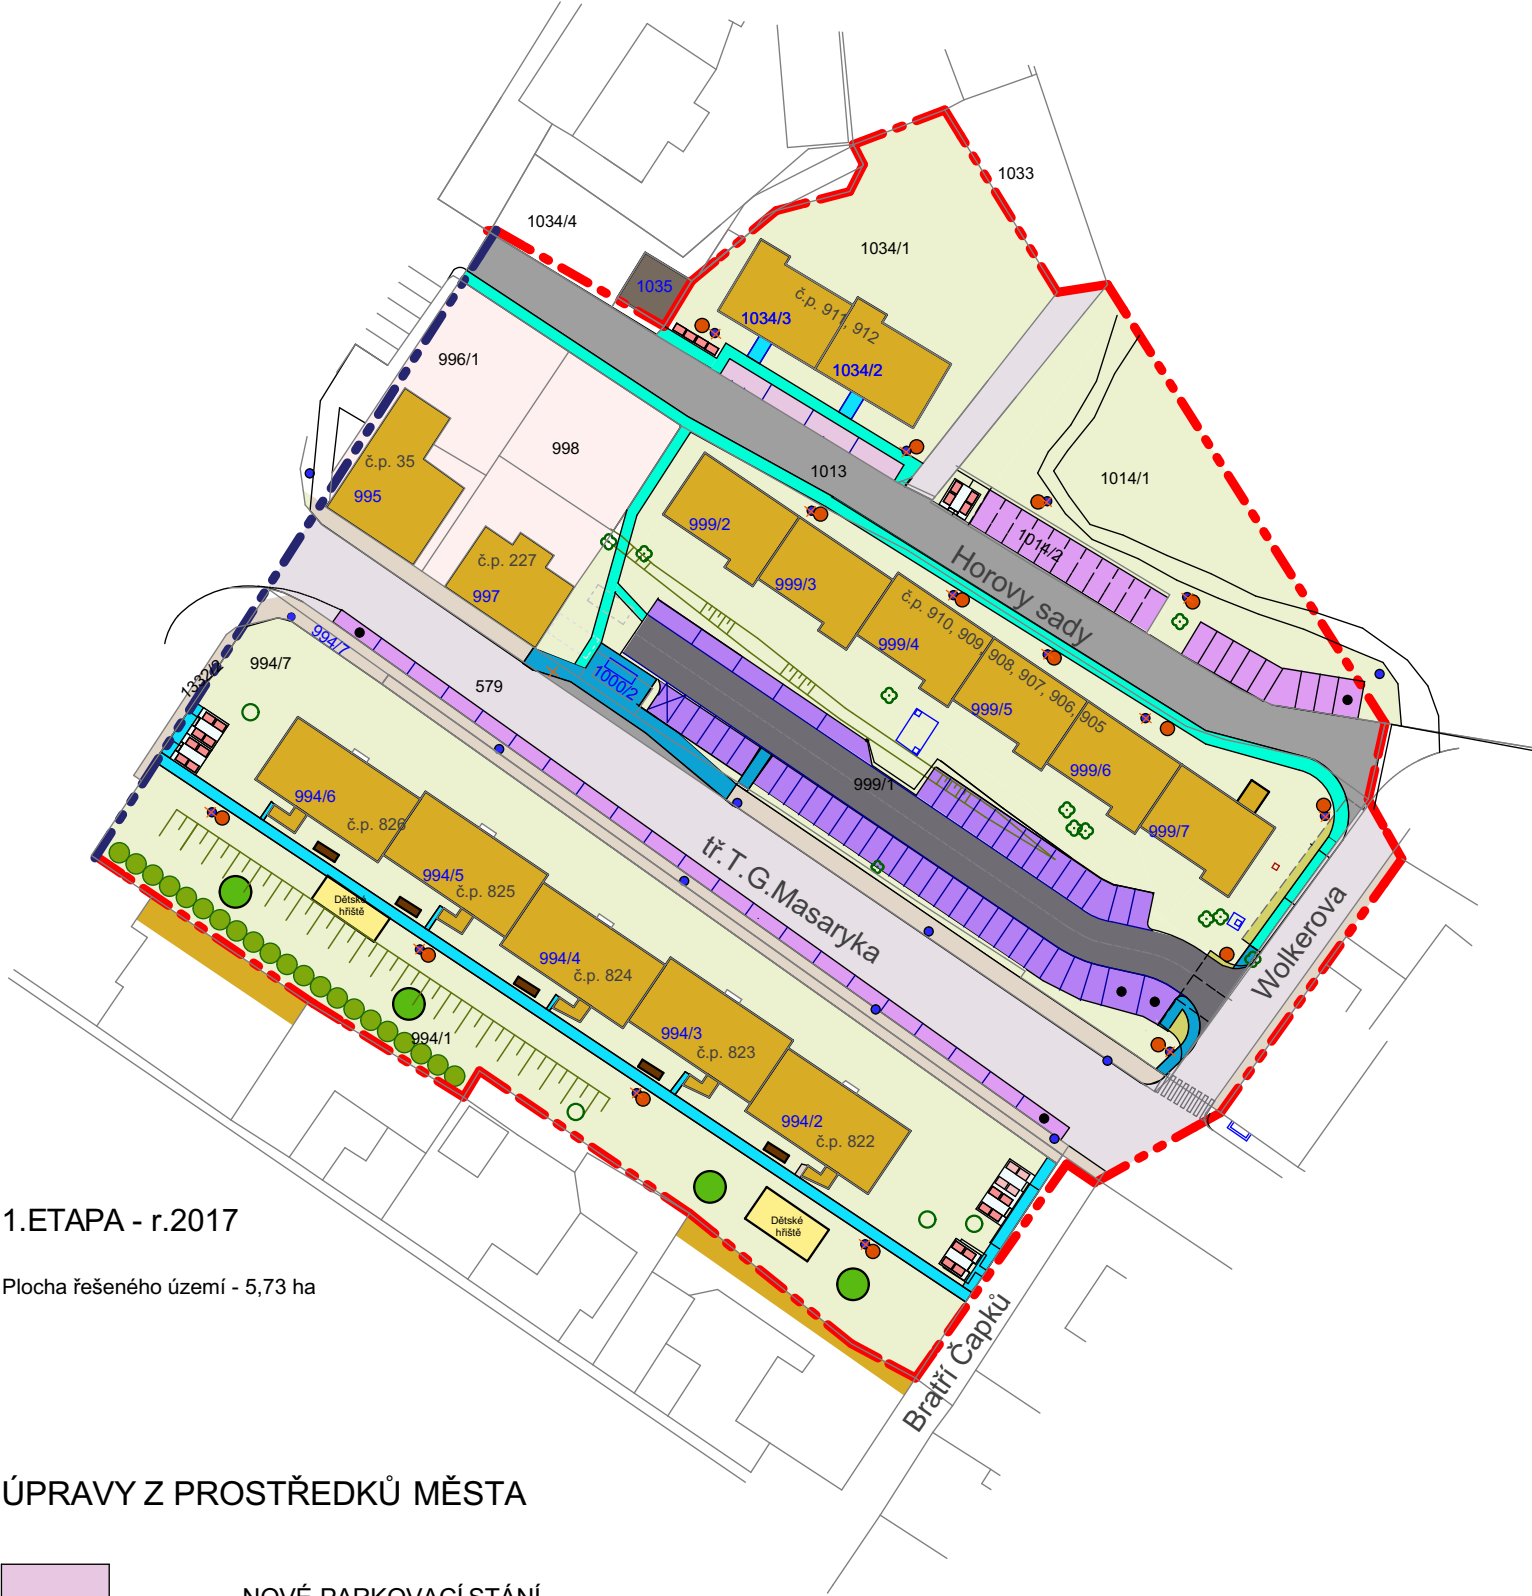 1033
1034/4
1034/1
1035
č.p. 911, 912
1034/3
1034/2
996/1
998
1013
1014/1
č.p. 35
995
999/2
1014/2
Horovy sady
č.p. 227
997
999/3
č.p. 910, 909, 908, 907, 906, 905
999/4
994/7
994/7
1332/2
579
1000/2
999/5
999/6
999/1
999/7
994/6
č.p. 826
tř.T.G.Masaryka
994/5
č.p. 825
Dětské
hřiště
Wolkerova
994/4
č.p. 824
994/1
994/3
č.p. 823
994/2
č.p. 822
Dětské
hřiště
1.ETAPA - r.2017
Plocha řešeného území - 5,73 ha
Bratří Čapků
ÚPRAVY Z PROSTŘEDKŮ MĚSTA
NOVÉ PARKOVACÍ STÁNÍ